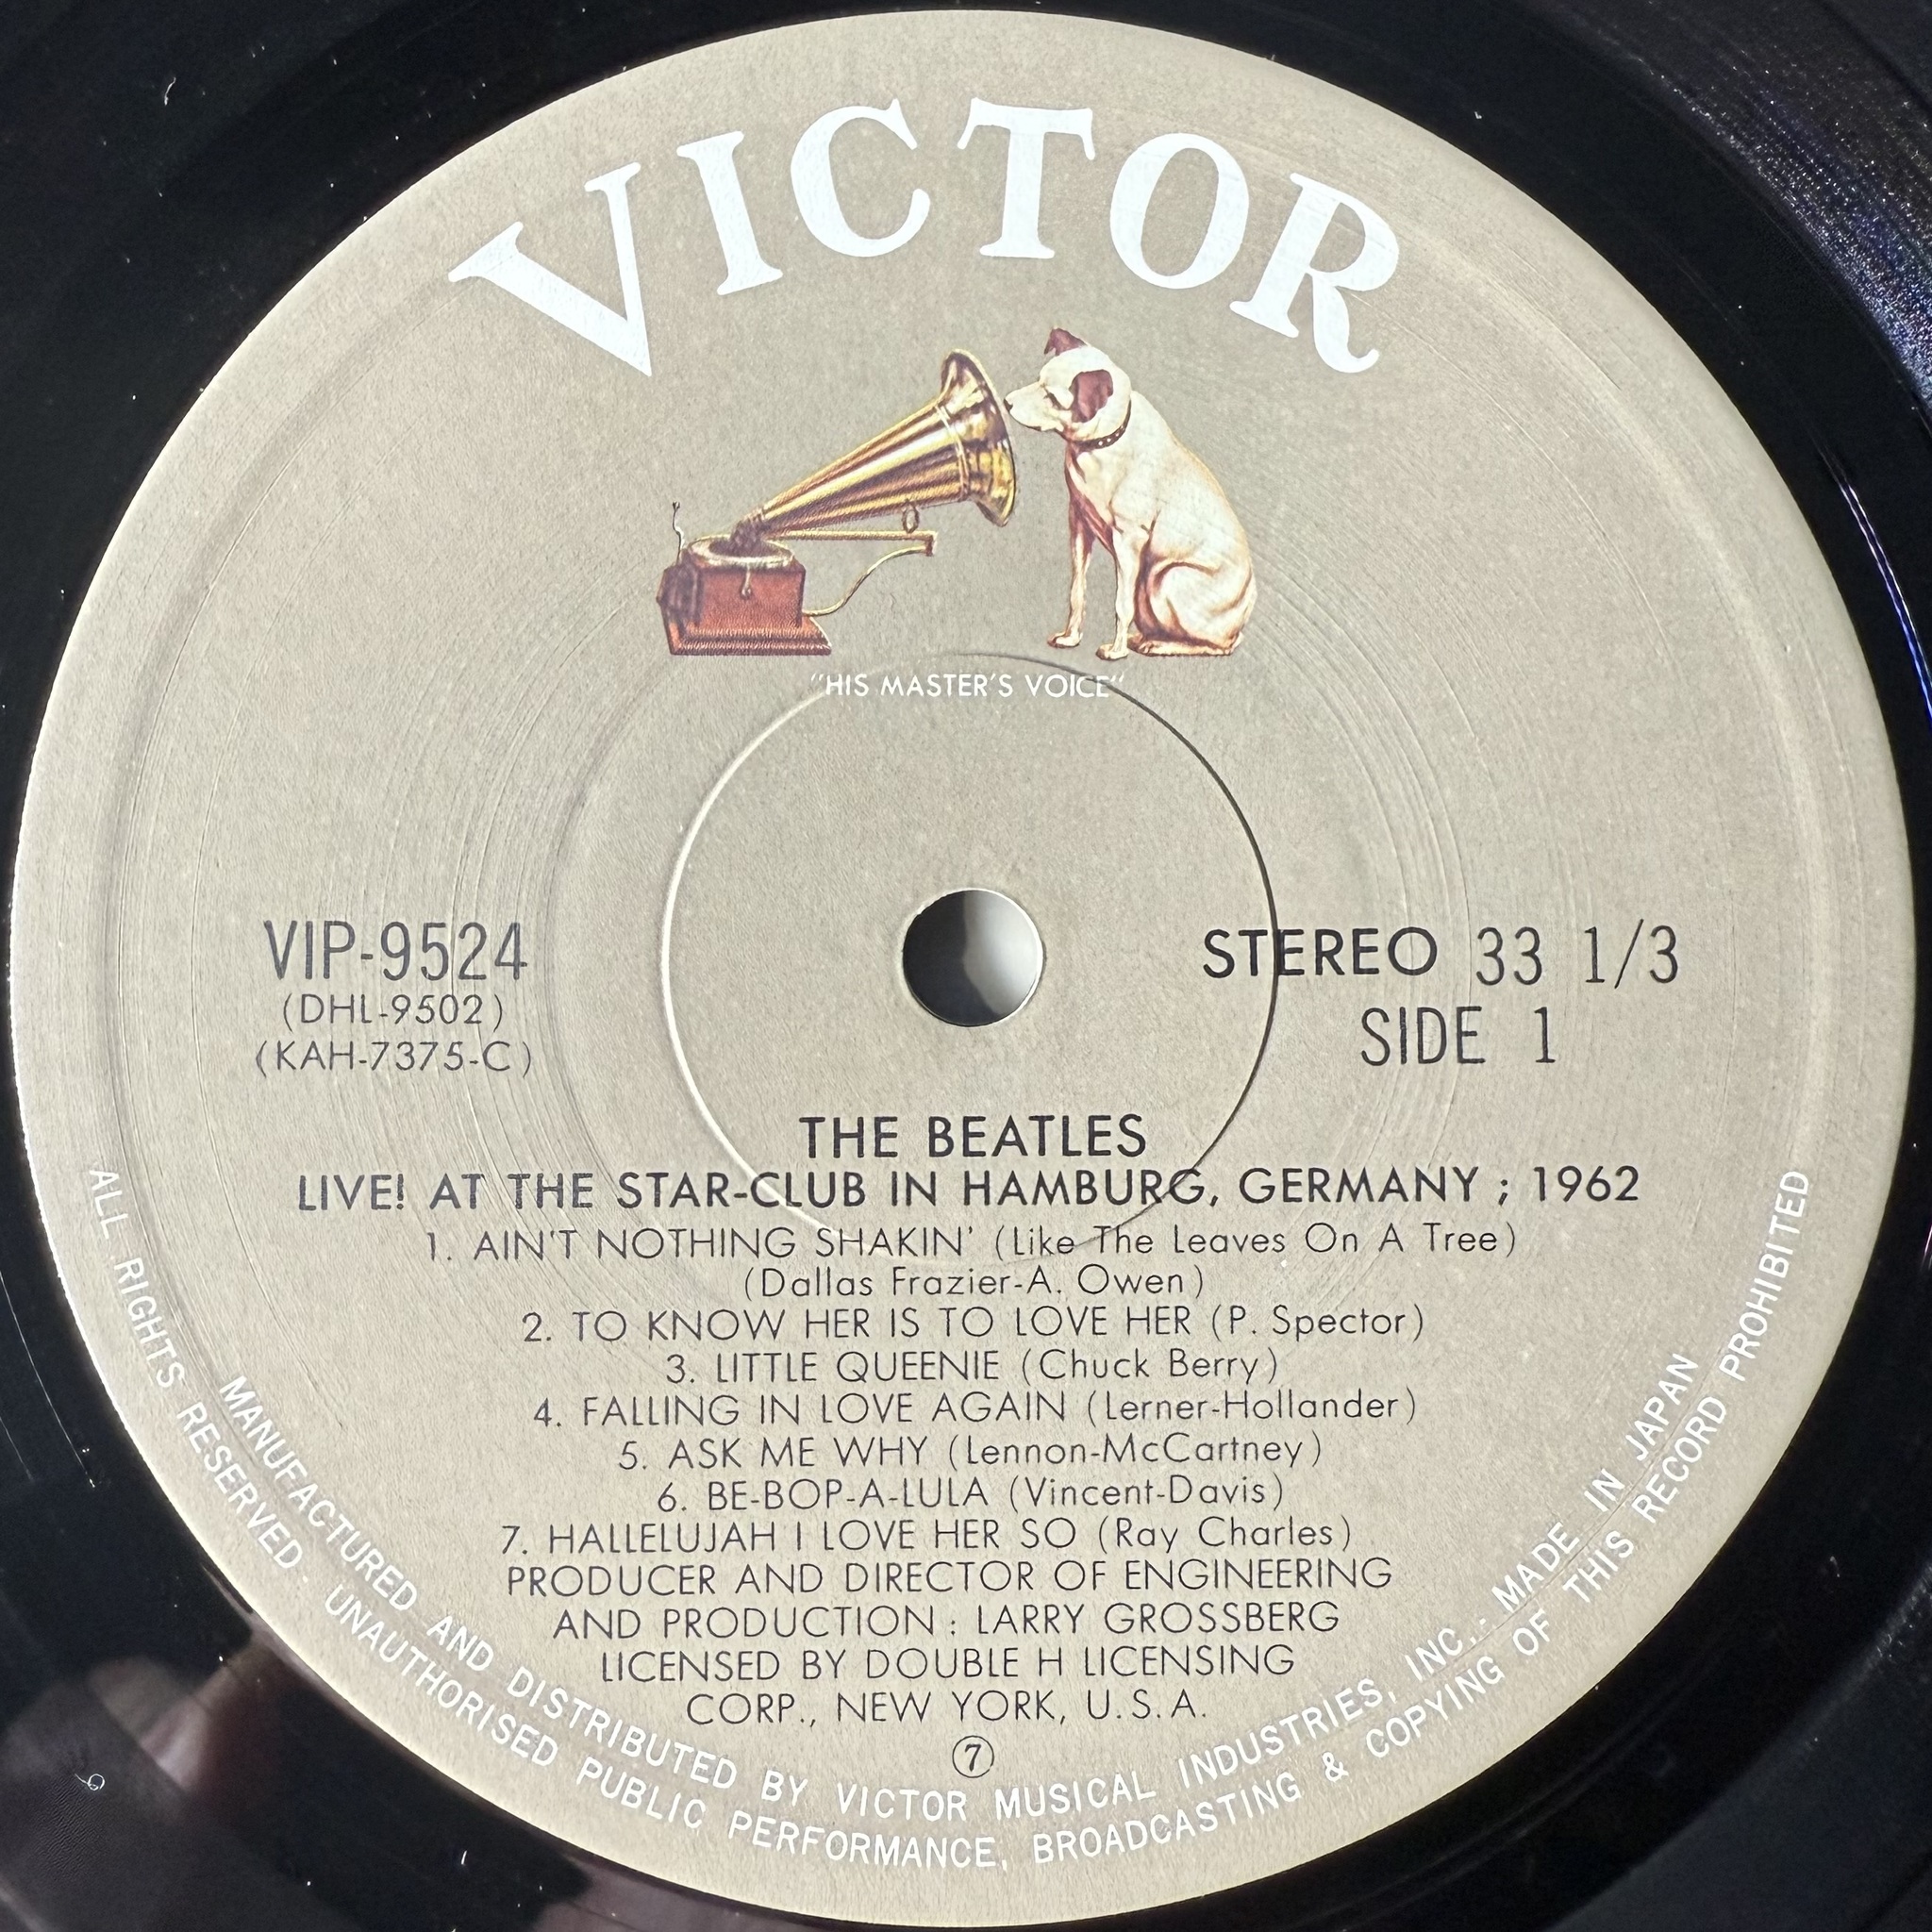 VICTOR
"HIS MASTER'S VOICE"
VIP-9524
(DHL-9502)
(KAH-7375-C)
STEREO 33 1/3
SIDE 1
THE BEATLES
LIVE! AT THE STAR-CLUB IN HAMBURG, GERMANY ; 1962
1. AIN'T NOTHING SHAKIN' (Like The Leaves On A Tree)
(Dallas Frazier-A. Owen)
2. TO KNOW HER IS TO LOVE HER (P. Spector)
3. LITTLE QUEENIE (Chuck Berry)
4. FALLING IN LOVE AGAIN (Lerner-Hollander)
5. ASK ME WHY (Lennon-McCartney)
6. BE-BOP-A-LULA (Vincent-Davis)
7. HALLELUJAH I LOVE HER SO (Ray Charles)
PRODUCER AND DIRECTOR OF ENGINEERING
AND PRODUCTION : LARRY GROSSBERG
LICENSED BY DOUBLE H LICENSING
CORP., NEW YORK, U.S.A.
7
MANUFACTURED AND DISTRIBUTED BY VICTOR MUSICAL INDUSTRIES, INC.- MADE IN JAPAN
ALL RIGHTS RESERVED· UNAUTHORISED PUBLIC PERFORMANCE, BROADCASTING & COPYING OF THIS RECORD PROHIBITED